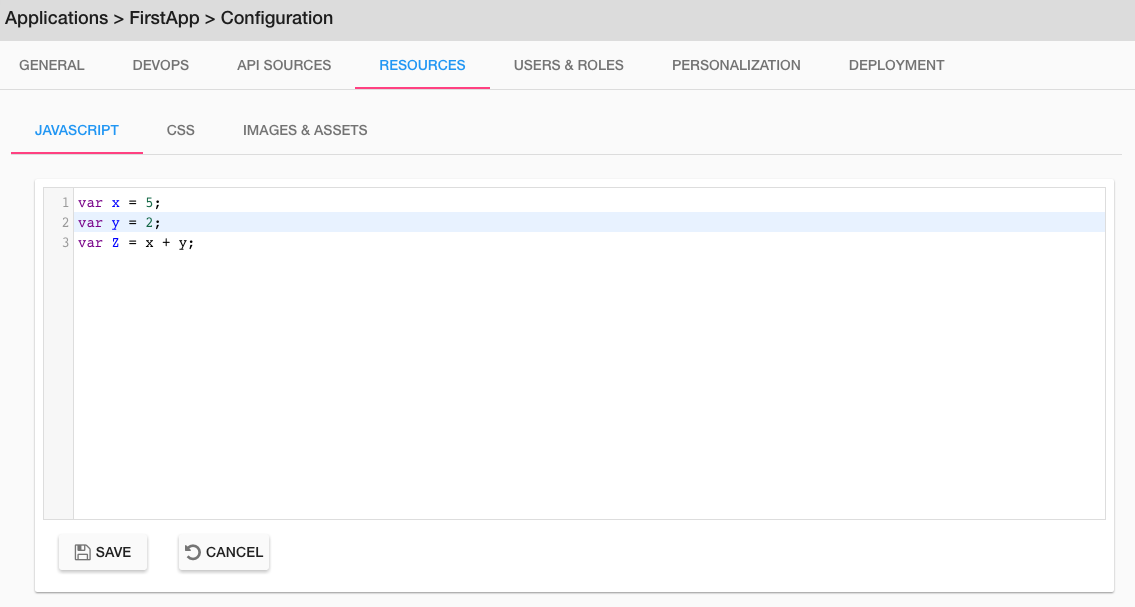 Applications > FirstApp > Configuration
GENERAL DEVOPS API SOURCES RESOURCES USERS & ROLES PERSONALIZATION DEPLOYMENT
JAVASCRIPT CSS IMAGES & ASSETS
1 var x = 5;
2 var y = 2;
3 var Z = x + y;
SAVE CANCEL